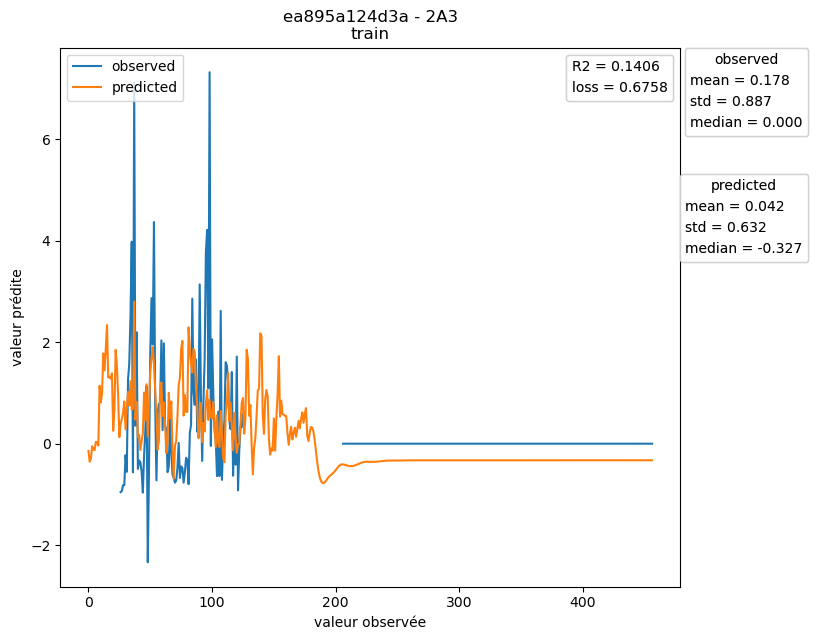 ea895a124d3a - 2A3
train
observed
predicted
R2 = 0.1406
loss = 0.6758
observed
mean = 0.178
std = 0.887
median = 0.000
predicted
mean = 0.042
std = 0.632
median = -0.327
valeur prédite
6
4
2
0
−2
0
100
200
300
400
valeur observée